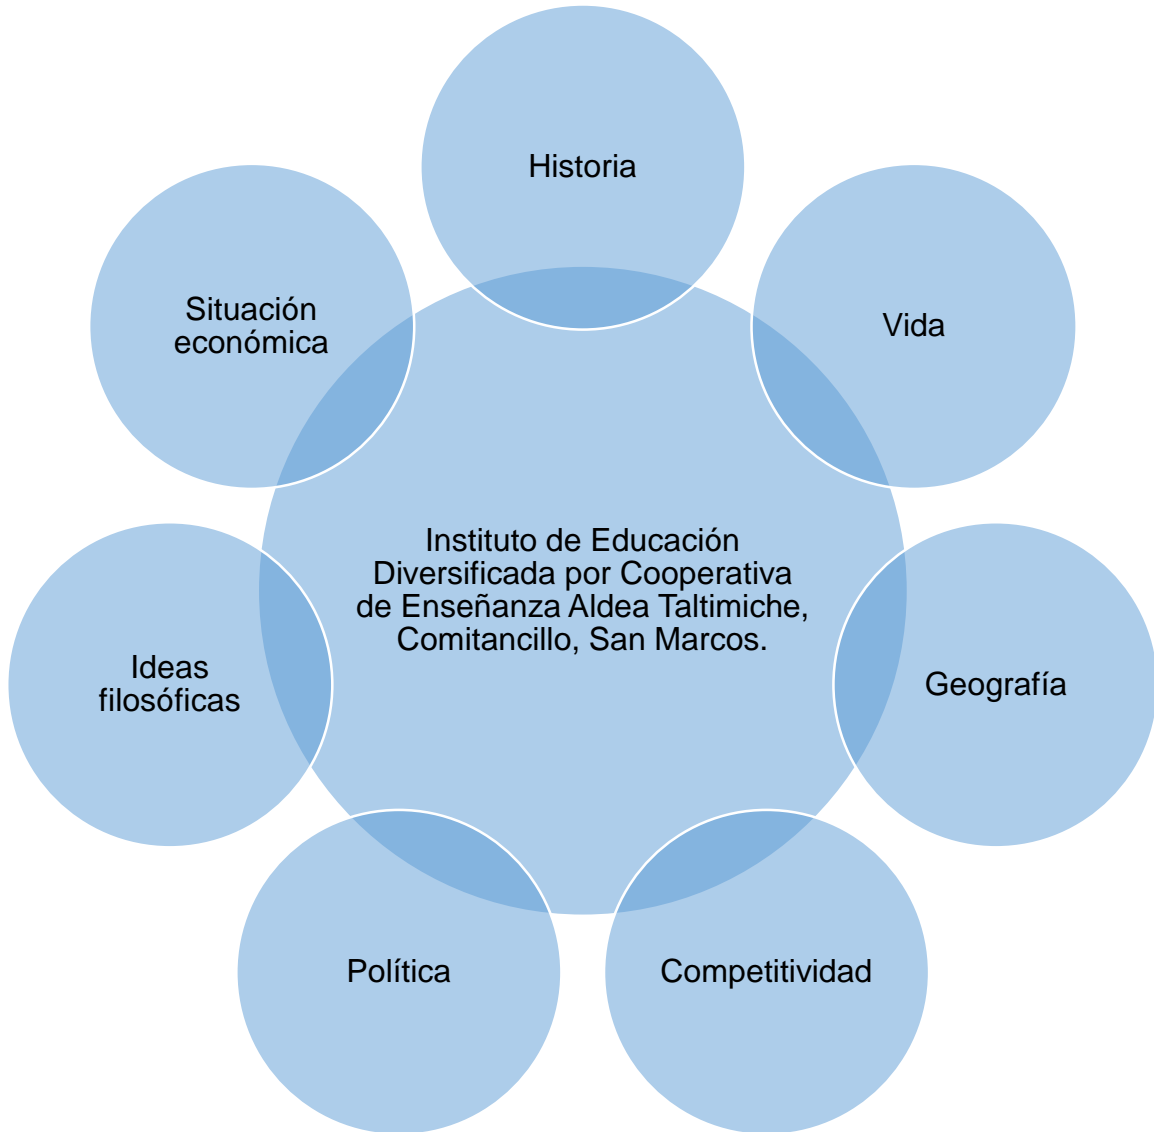 Historia
Vida
Geografía
Competitividad
Política
Ideas
filosóficas
Situación
económica
Instituto de Educación
Diversificada por Cooperativa
de Enseñanza Aldea Taltimiche,
Comitancillo, San Marcos.